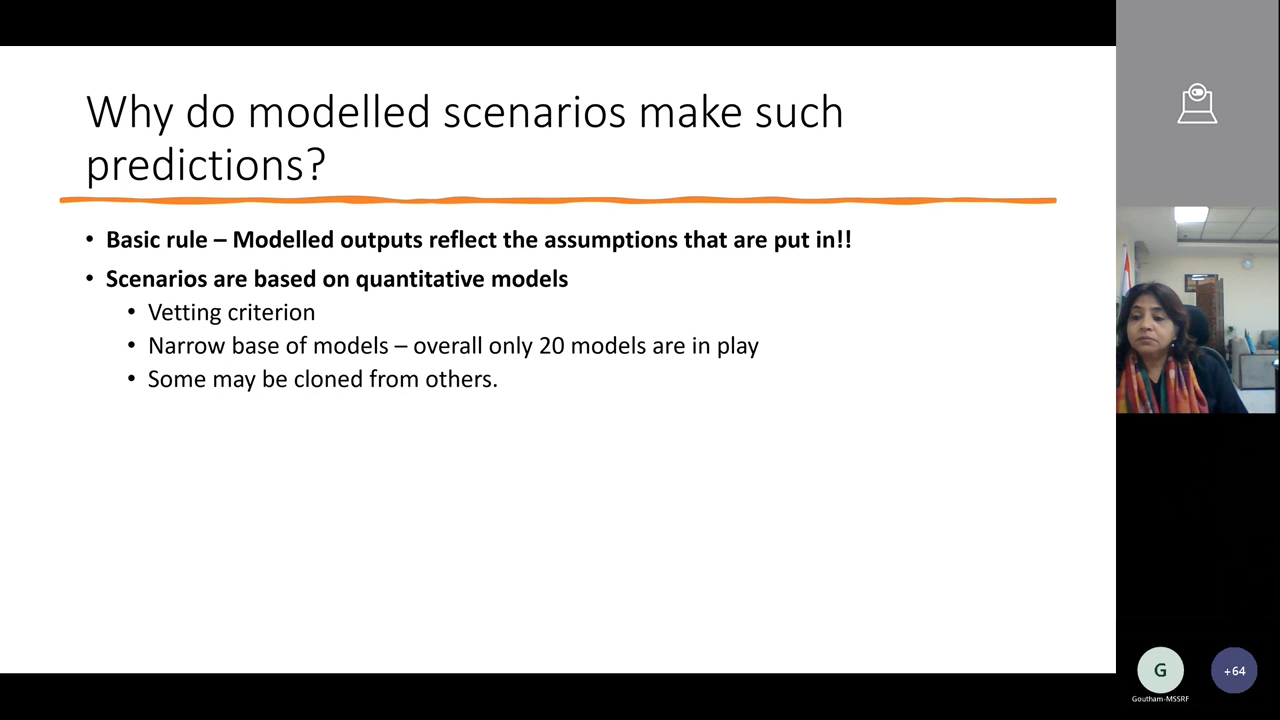 Why do modelled scenarios make such
predictions?
• Basic rule – Modelled outputs reflect the assumptions that are put in!!
• Scenarios are based on quantitative models
• Vetting criterion
• Narrow base of models – overall only 20 models are in play
• Some may be cloned from others.
G
+64
Goutham-MSSRF